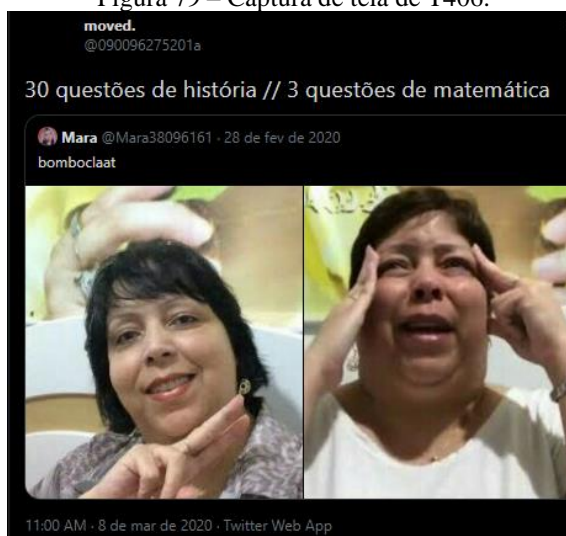 Figura 79 – Captura de tela de T406.
moved.
@090096275201a
30 questões de história // 3 questões de matemática
Mara @Mara38096161 · 28 de fev de 2020
bomboclaat
11:00 AM · 8 de mar de 2020 · Twitter Web App